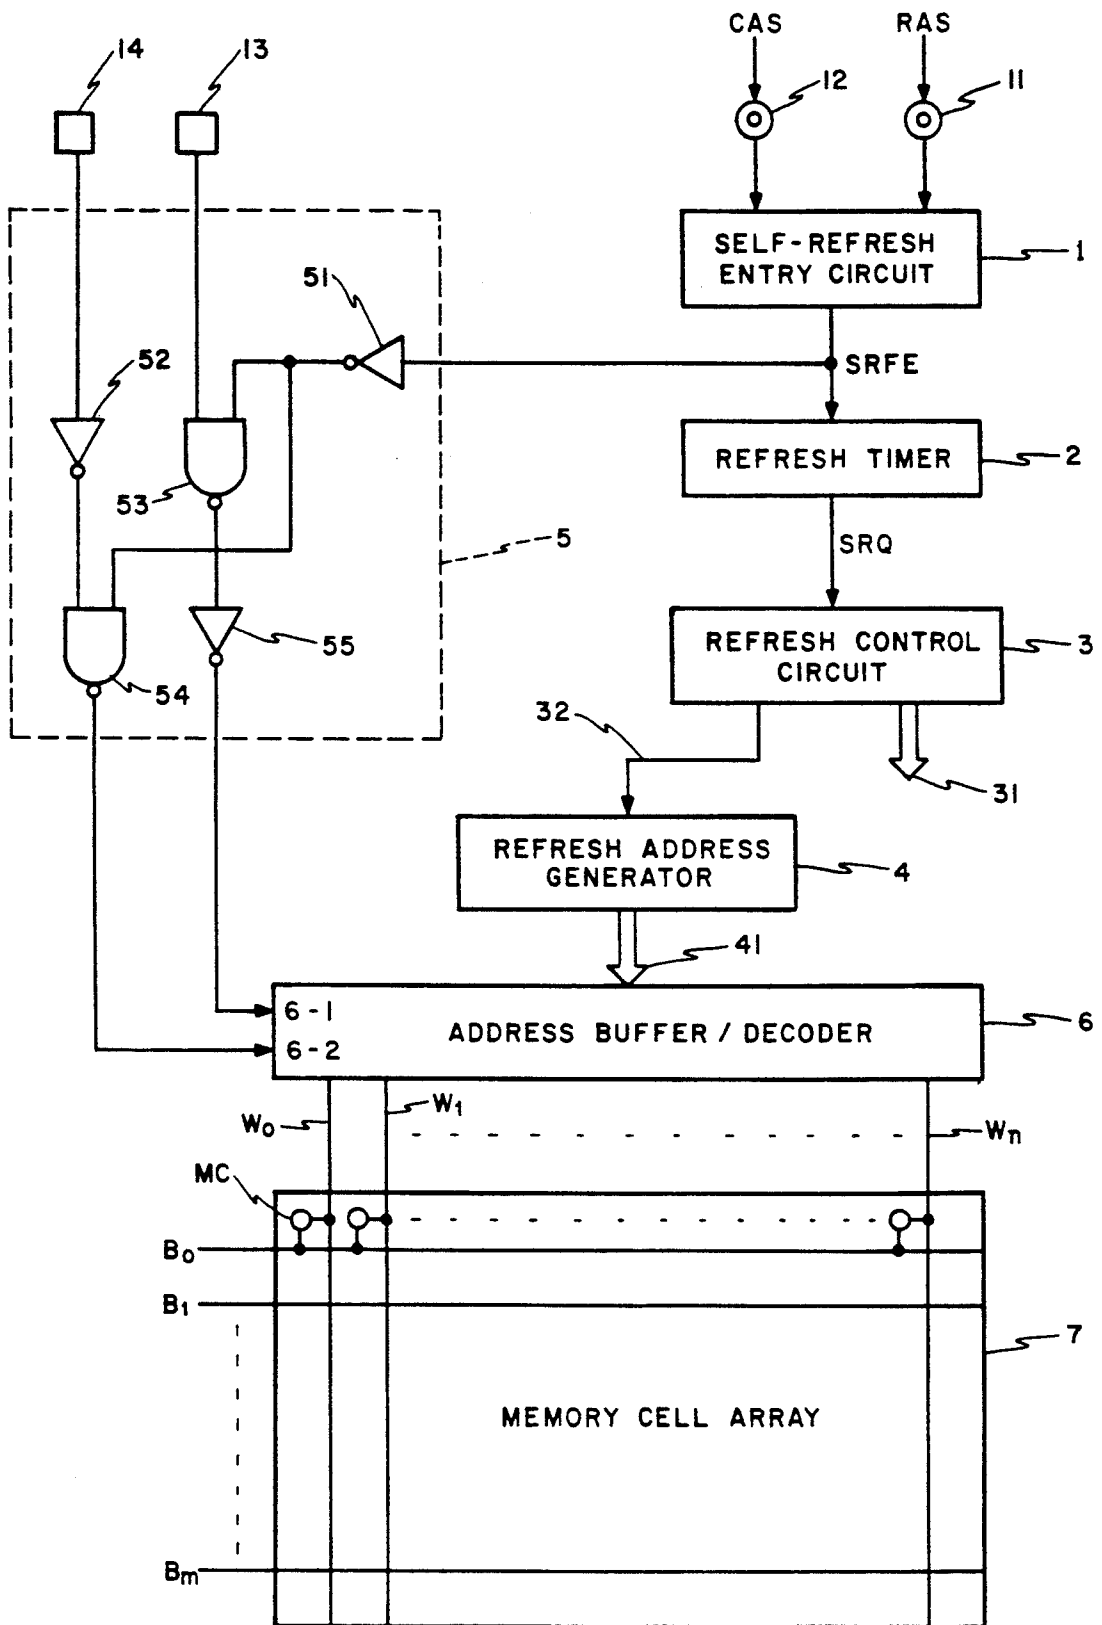 CAS RAS
14 13 12 11
SELF-REFRESH
ENTRY CIRCUIT
1
51
SRFE
52
REFRESH TIMER
2
53
SRQ
5
REFRESH CONTROL
CIRCUIT
3
55
54
32
31
REFRESH ADDRESS
GENERATOR
4
41
6-1
6-2
ADDRESS BUFFER / DECODER
6
W0 W1 Wn
MC
B0
B1
7
MEMORY CELL ARRAY
Bm